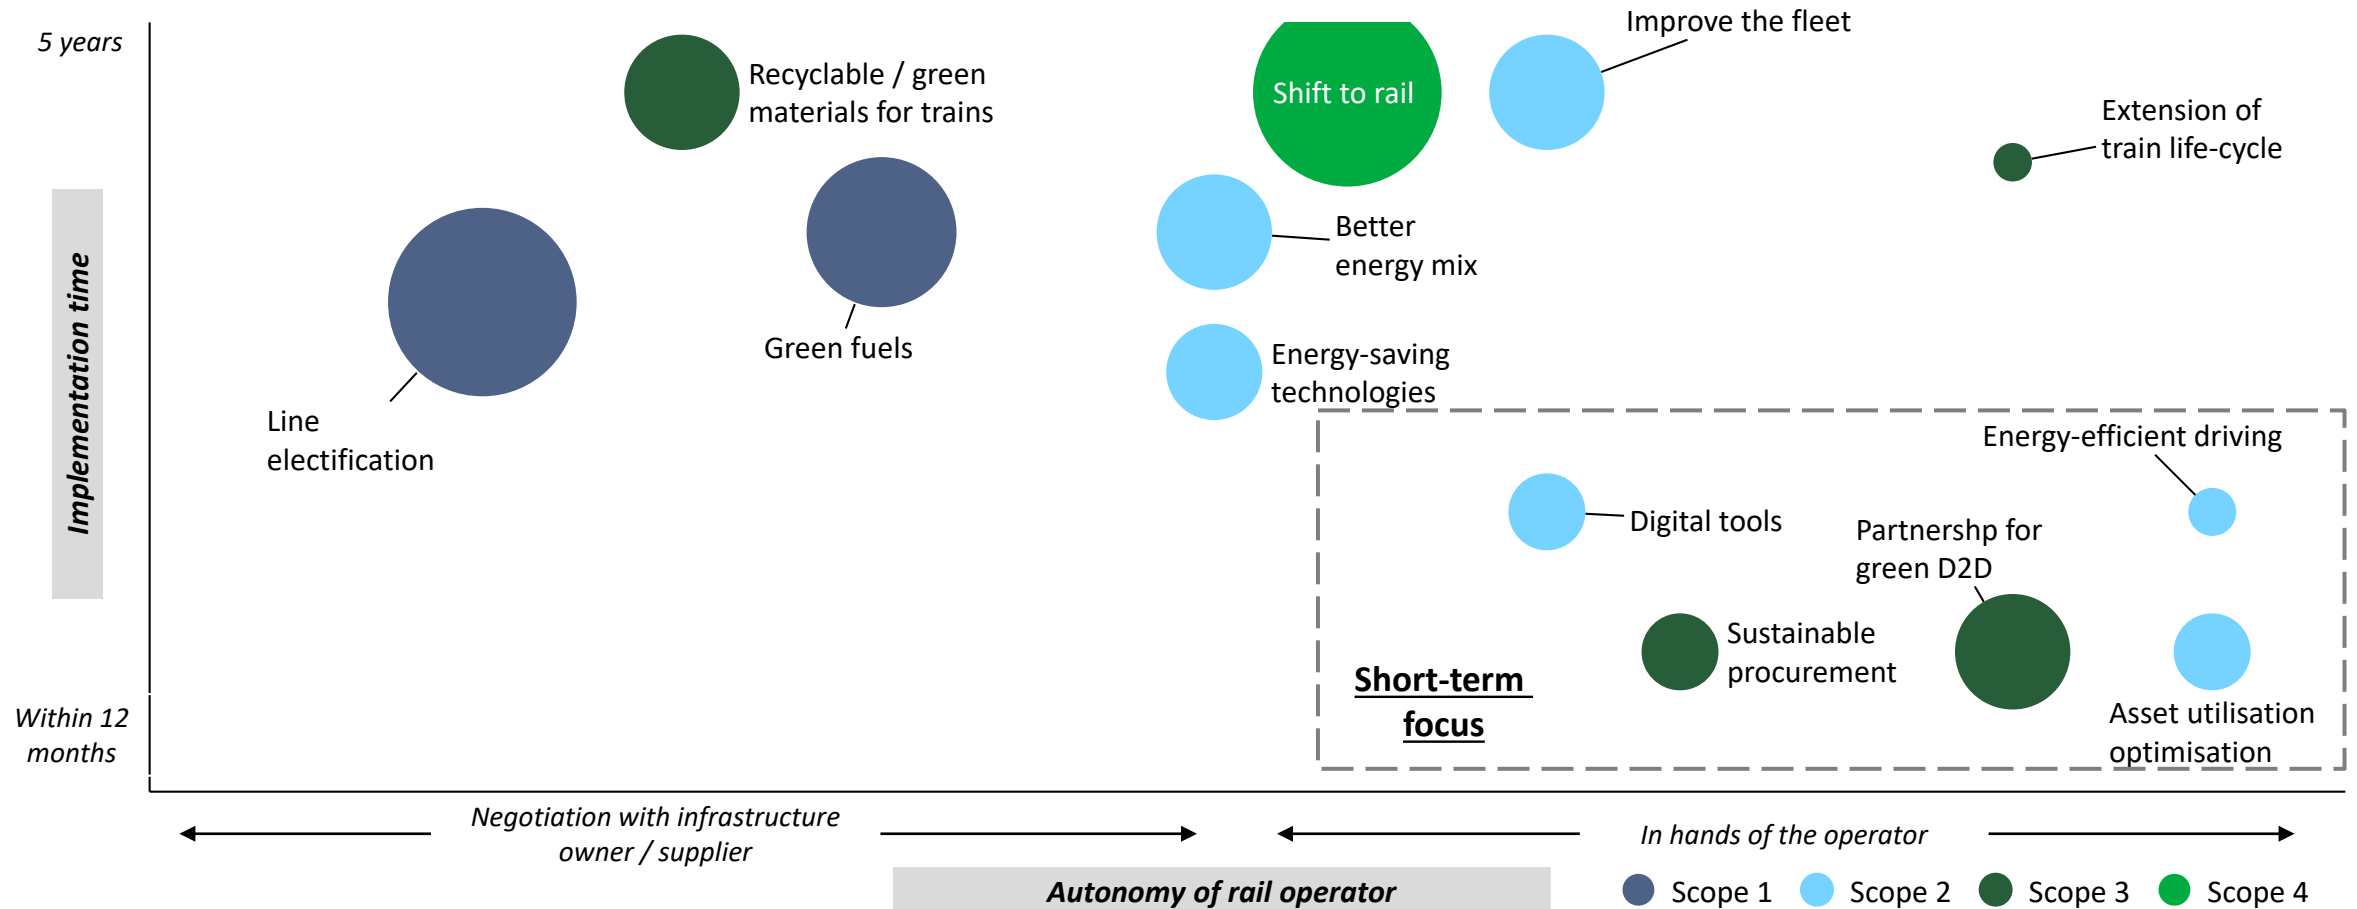 Improve the fleet
5 years
Recyclable / green
materials for trains
Shift to rail
Extension of
train life-cycle
Better
energy mix
Implementation time
Green fuels
Energy-saving
technologies
Line
electification
Energy-efficient driving
Digital tools
Partnershp for
green D2D
Sustainable
procurement
Short-term
focus
Within 12
months
Asset utilisation
optimisation
Negotiation with infrastructure
owner / supplier
In hands of the operator
Autonomy of rail operator
Scope 1
Scope 2
Scope 3
Scope 4